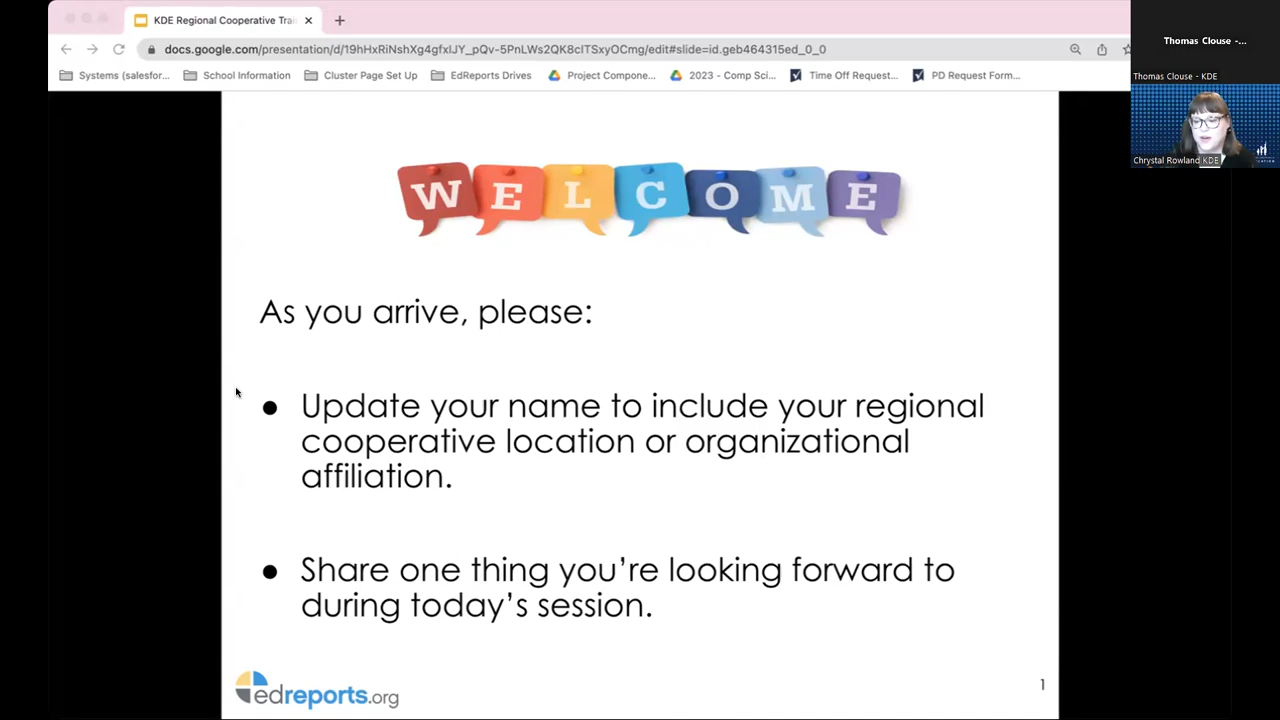 KDE Regional Cooperative Trai
docs.google.com/presentation/d/19hHxRiNshXg4gfxlJY_pQv-5PnLWs2QK8clTSxyOCmg/edit#slide=id.geb464315ed_0_0
Systems (salesfor... School Information Cluster Page Set Up EdReports Drives Project Compone... 2023 - Comp Sci... Time Off Request... PD Request Form...
Thomas Clouse -...
Thomas Clouse - KDE
Chrystal Rowland KDE
WELCOME
As you arrive, please:
● Update your name to include your regional
cooperative location or organizational
affiliation.
● Share one thing you're looking forward to
during today's session.
edreports.org
1